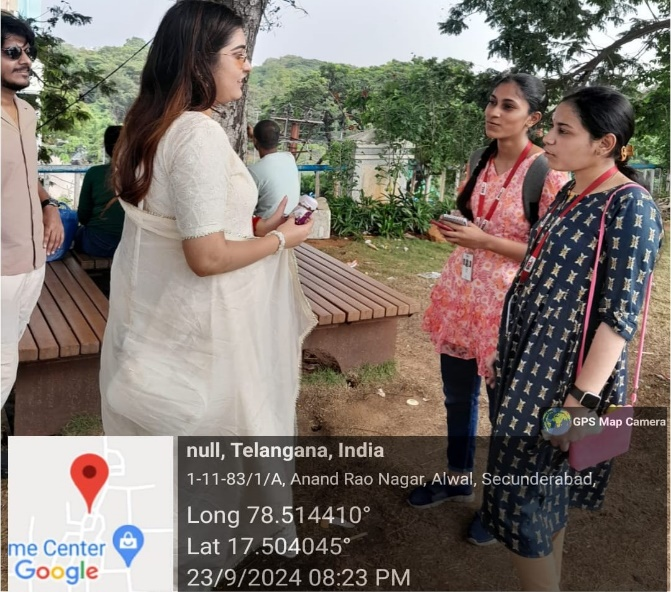 GPS Map Camera
null, Telangana, India
1-11-83/1/A, Anand Rao Nagar, Alwal, Secunderabad,
Long 78.514410°
Lat 17.504045°
23/9/2024 08:23 PM
me Center
Google